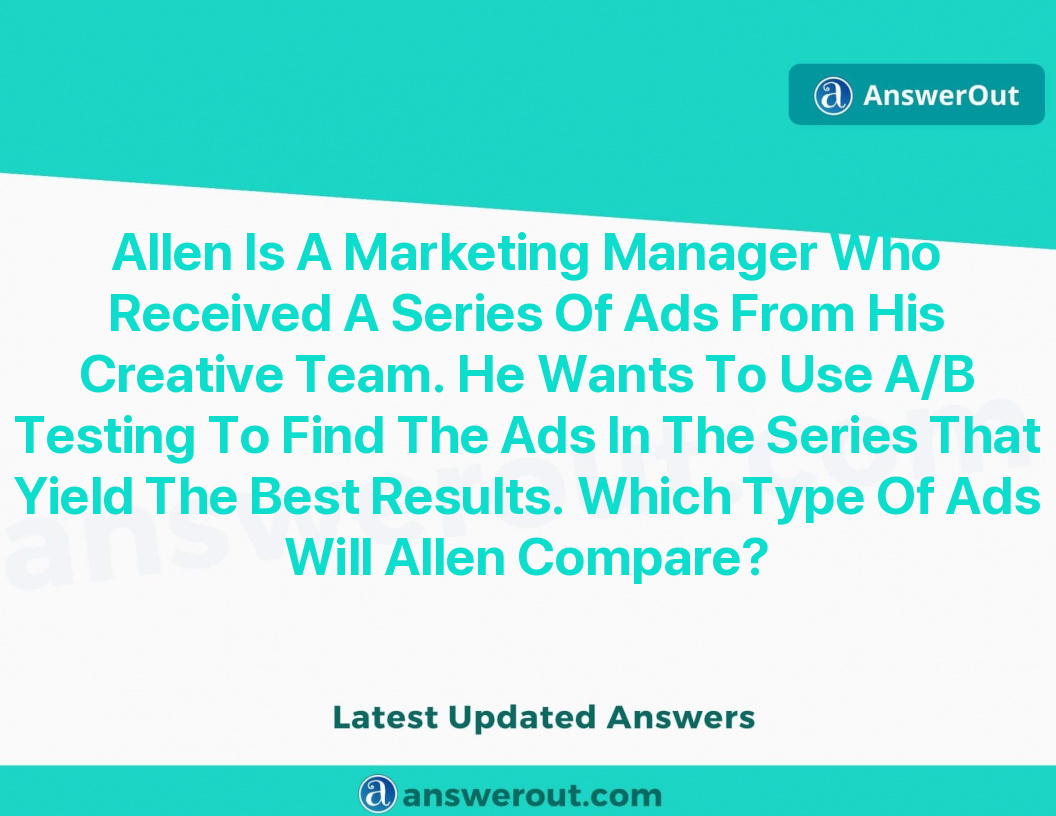 AnswerOut
Allen Is A Marketing Manager Who
Received A Series Of Ads From His
Creative Team. He Wants To Use A/B
Testing To Find The Ads In The Series That
Yield The Best Results. Which Type Of Ads
Will Allen Compare?
answerout.com
Latest Updated Answers
answerout.com